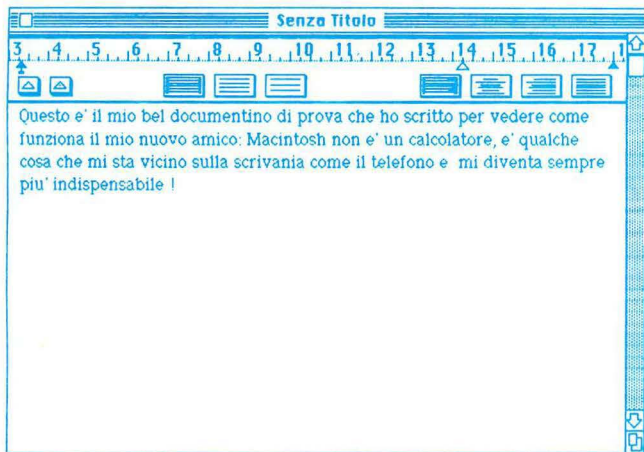 Senza Titolo
3 4 5 6 7 8 9 10 11 12 13 14 15 16 17 1
Questo e' il mio bel documentino di prova che ho scritto per vedere come
funziona il mio nuovo amico: Macintosh non e' un calcolatore, e' qualche
cosa che mi sta vicino sulla scrivania come il telefono e mi diventa sempre
piu' indispensabile !